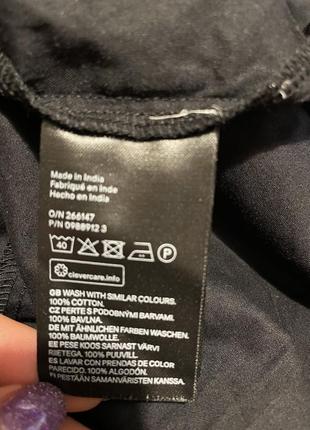 Made in India
Fabriqué en Inde
Hecho en India
O/N 266147
P/N 0988912 3
40 P
clevercare.info
GB WASH WITH SIMILAR COLOURS.
100% COTTON.
CZ PERTE S PODOBNÝMI BARVAMI.
100% BAVLNA.
DE MIT ÄHNLICHEN FARBEN WASCHEN.
100% BAUMWOLLE.
EE PESE KOOS SARNAST VÄRVI
RIETEGA. 100% PUUVILL.
ES LAVAR CON PRENDAS DE COLOR
PARECIDO. 100% ALGODÓN
FI PESTÄÄN SAMANVÄRISTEN KANSSA.